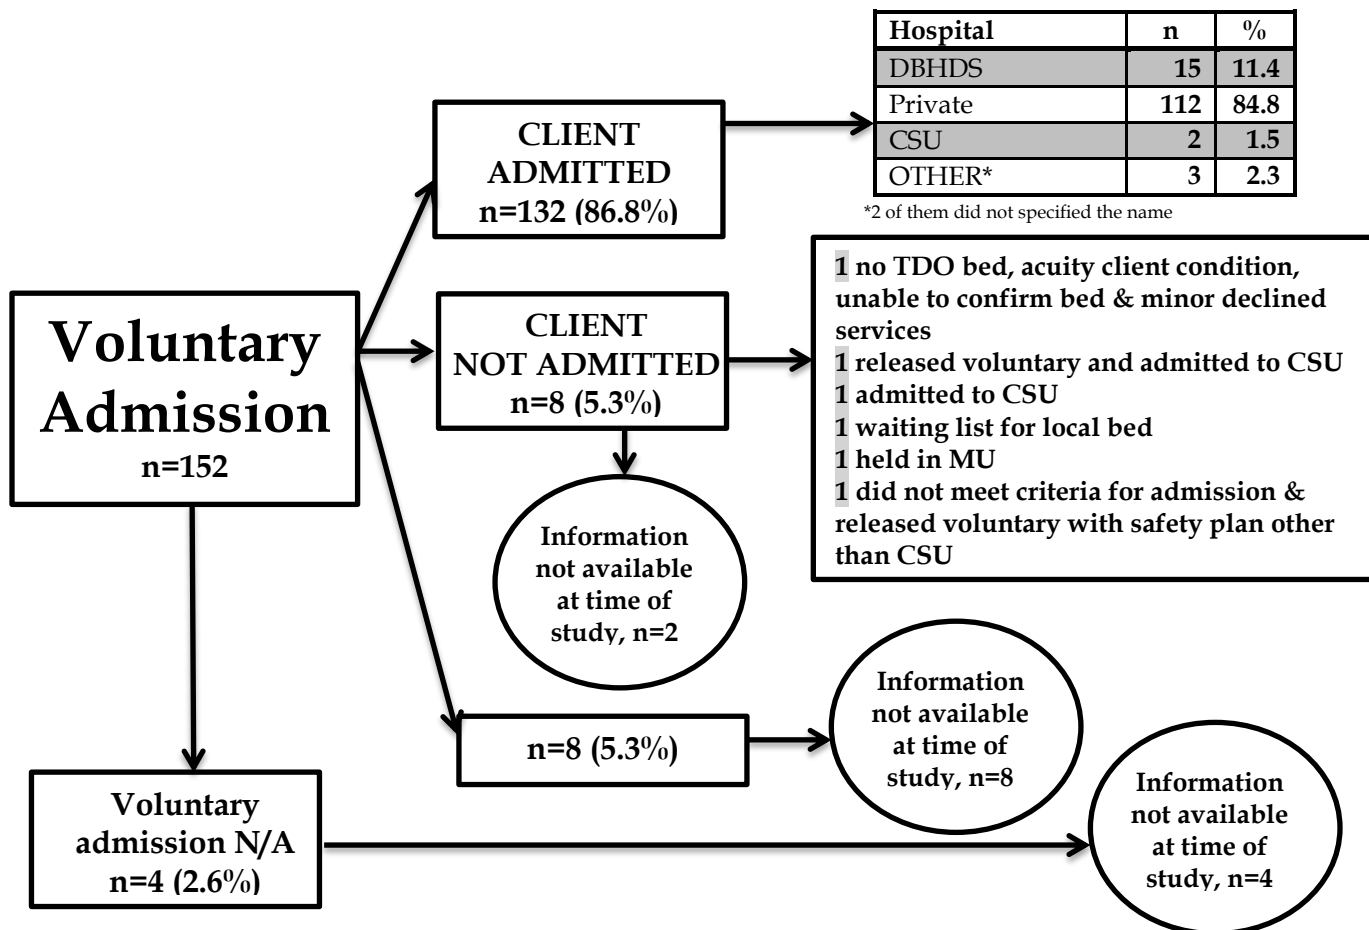 Hospital n %
DBHDS 15 11.4
Private 112 84.8
CSU 2 1.5
OTHER* 3 2.3
*2 of them did not specified the name
CLIENT
ADMITTED
n=132 (86.8%)
Voluntary
Admission
n=152
CLIENT
NOT ADMITTED
n=8 (5.3%)
1 no TDO bed, acuity client condition,
unable to confirm bed & minor declined
services
1 released voluntary and admitted to CSU
1 admitted to CSU
1 waiting list for local bed
1 held in MU
1 did not meet criteria for admission &
released voluntary with safety plan other
than CSU
Information
not available
at time of
study, n=2
n=8 (5.3%)
Information
not available
at time of
study, n=8
Voluntary
admission N/A
n=4 (2.6%)
Information
not available
at time of
study, n=4